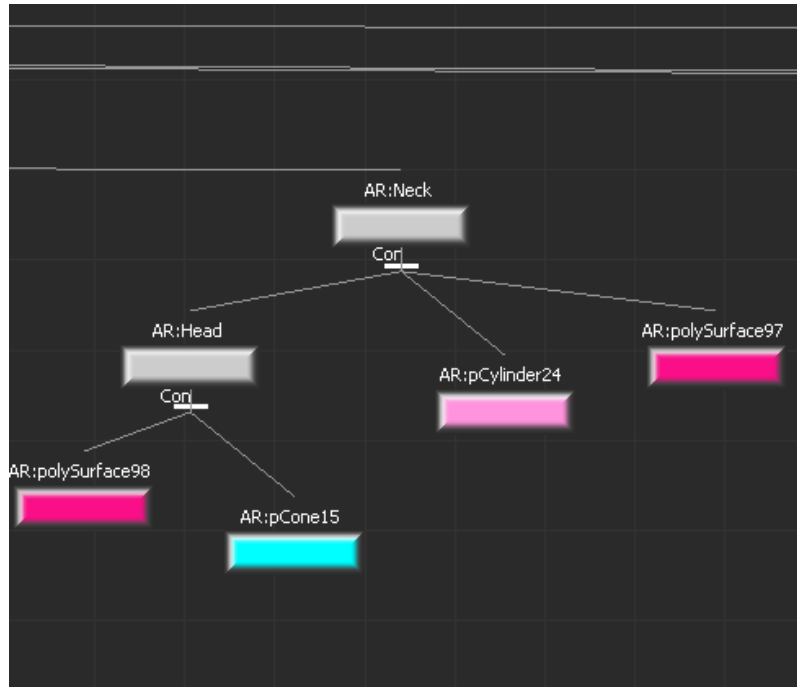 AR:Neck
Con
AR:Head
AR:polySurface97
AR:pCylinder24
Con
AR:polySurface98
AR:pCone15